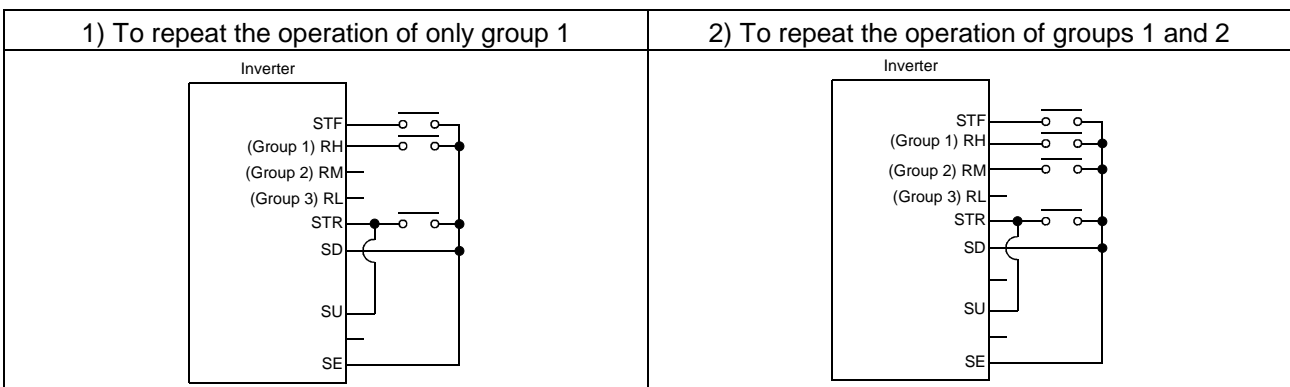 1) To repeat the operation of only group 1
2) To repeat the operation of groups 1 and 2
Inverter
STF
(Group 1) RH
(Group 2) RM
(Group 3) RL
STR
SD
SU
SE
Inverter
STF
(Group 1) RH
(Group 2) RM
(Group 3) RL
STR
SD
SU
SE